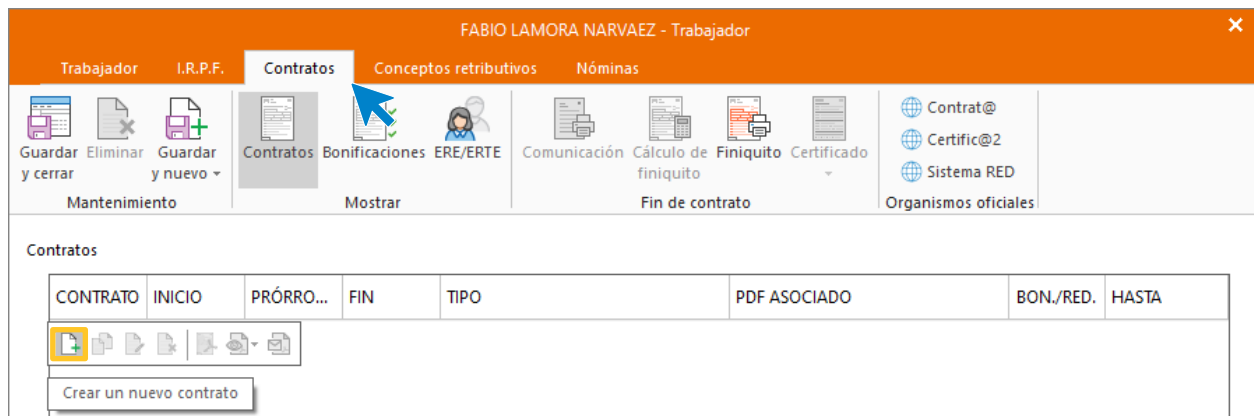 FABIO LAMORA NARVAEZ - Trabajador
Trabajador I.R.P.F. Contratos Conceptos retributivos Nóminas
Guardar y cerrar
Eliminar
Guardar y nuevo
Contratos
Bonificaciones
ERE/ERTE
Comunicación
Cálculo de finiquito
Finiquito
Certificado
Contrat@
Certific@2
Sistema RED
Mantenimiento
Mostrar
Fin de contrato
Organismos oficiales
Contratos
CONTRATO INICIO PRÓRRO... FIN TIPO PDF ASOCIADO BON./RED. HASTA
Crear un nuevo contrato